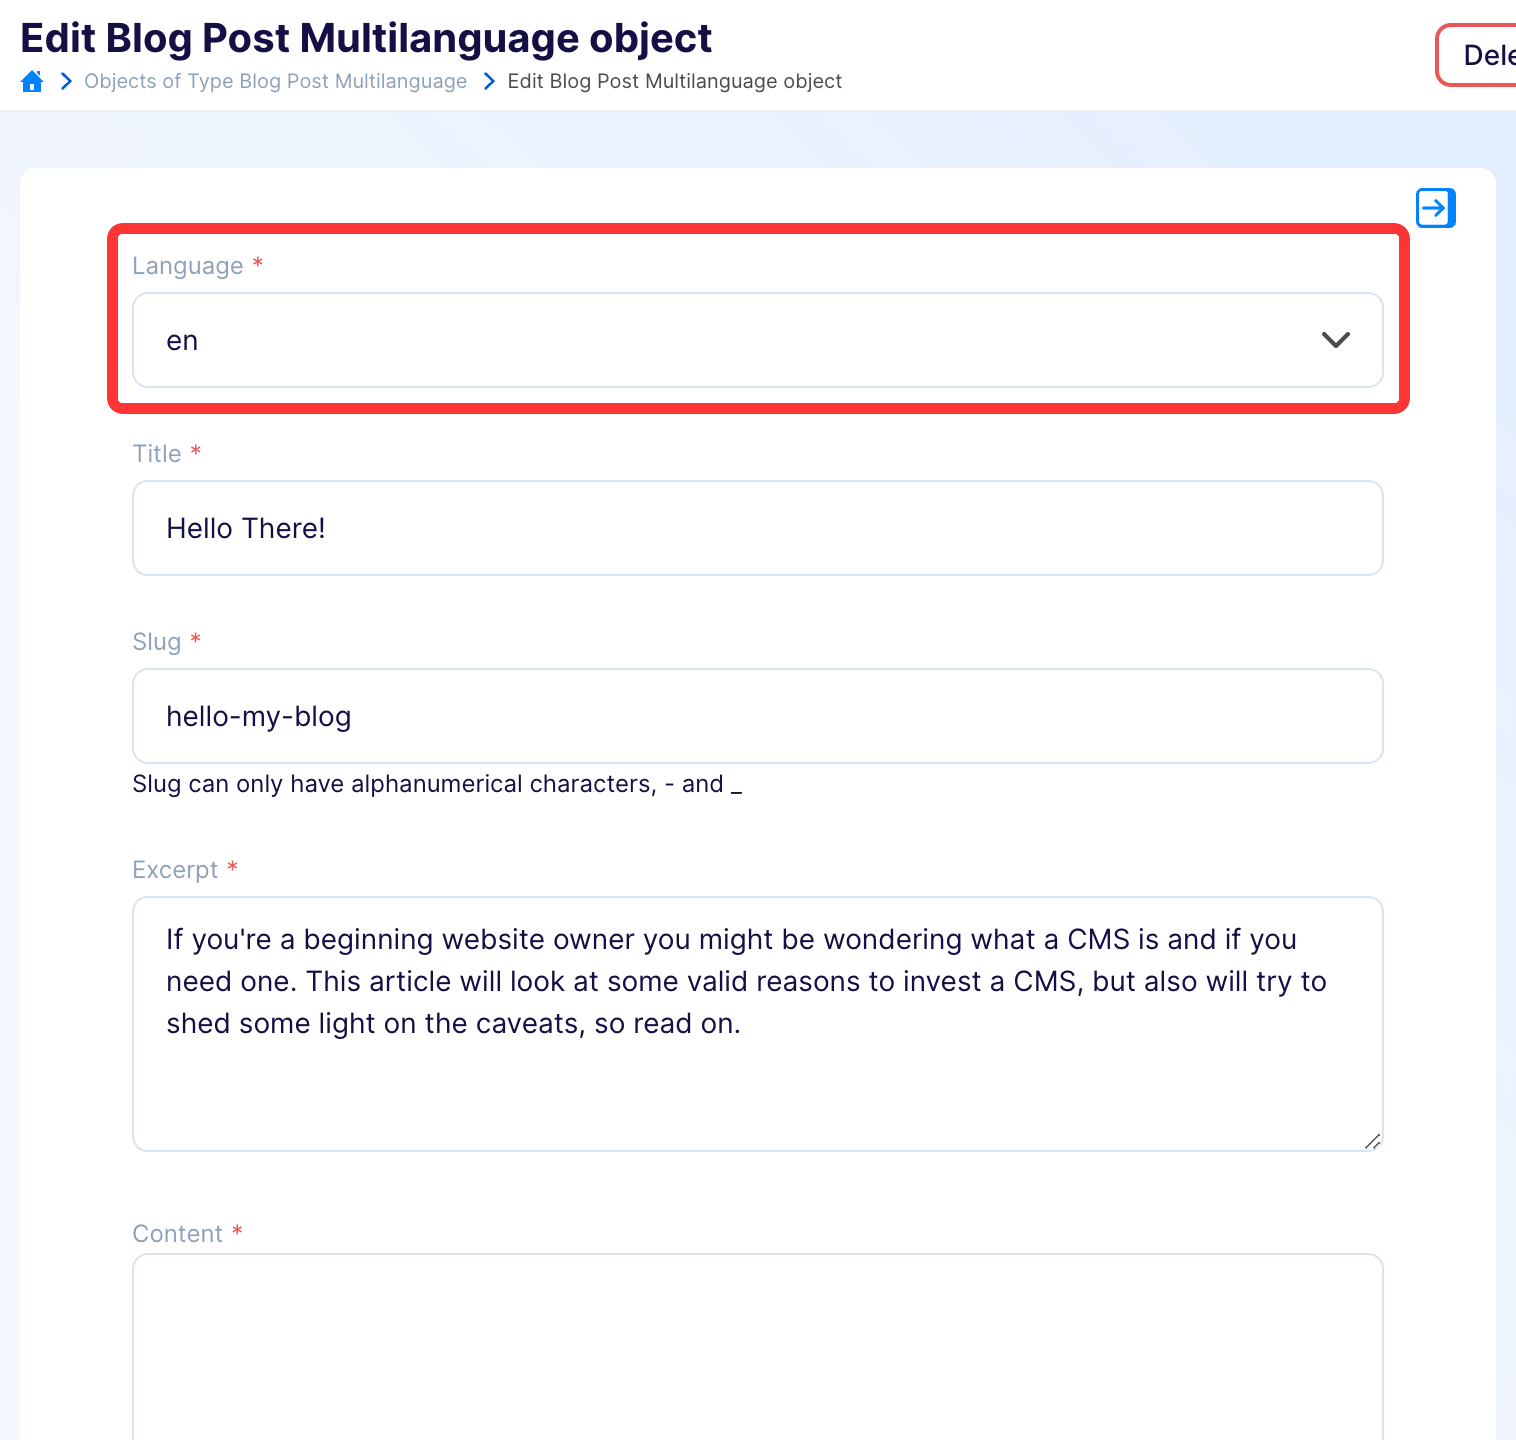 Edit Blog Post Multilanguage object
Objects of Type Blog Post Multilanguage Edit Blog Post Multilanguage object
Dele
Language *
en
Title *
Hello There!
Slug *
hello-my-blog
Slug can only have alphanumerical characters, - and _
Excerpt *
If you're a beginning website owner you might be wondering what a CMS is and if you
need one. This article will look at some valid reasons to invest a CMS, but also will try to
shed some light on the caveats, so read on.
Content *